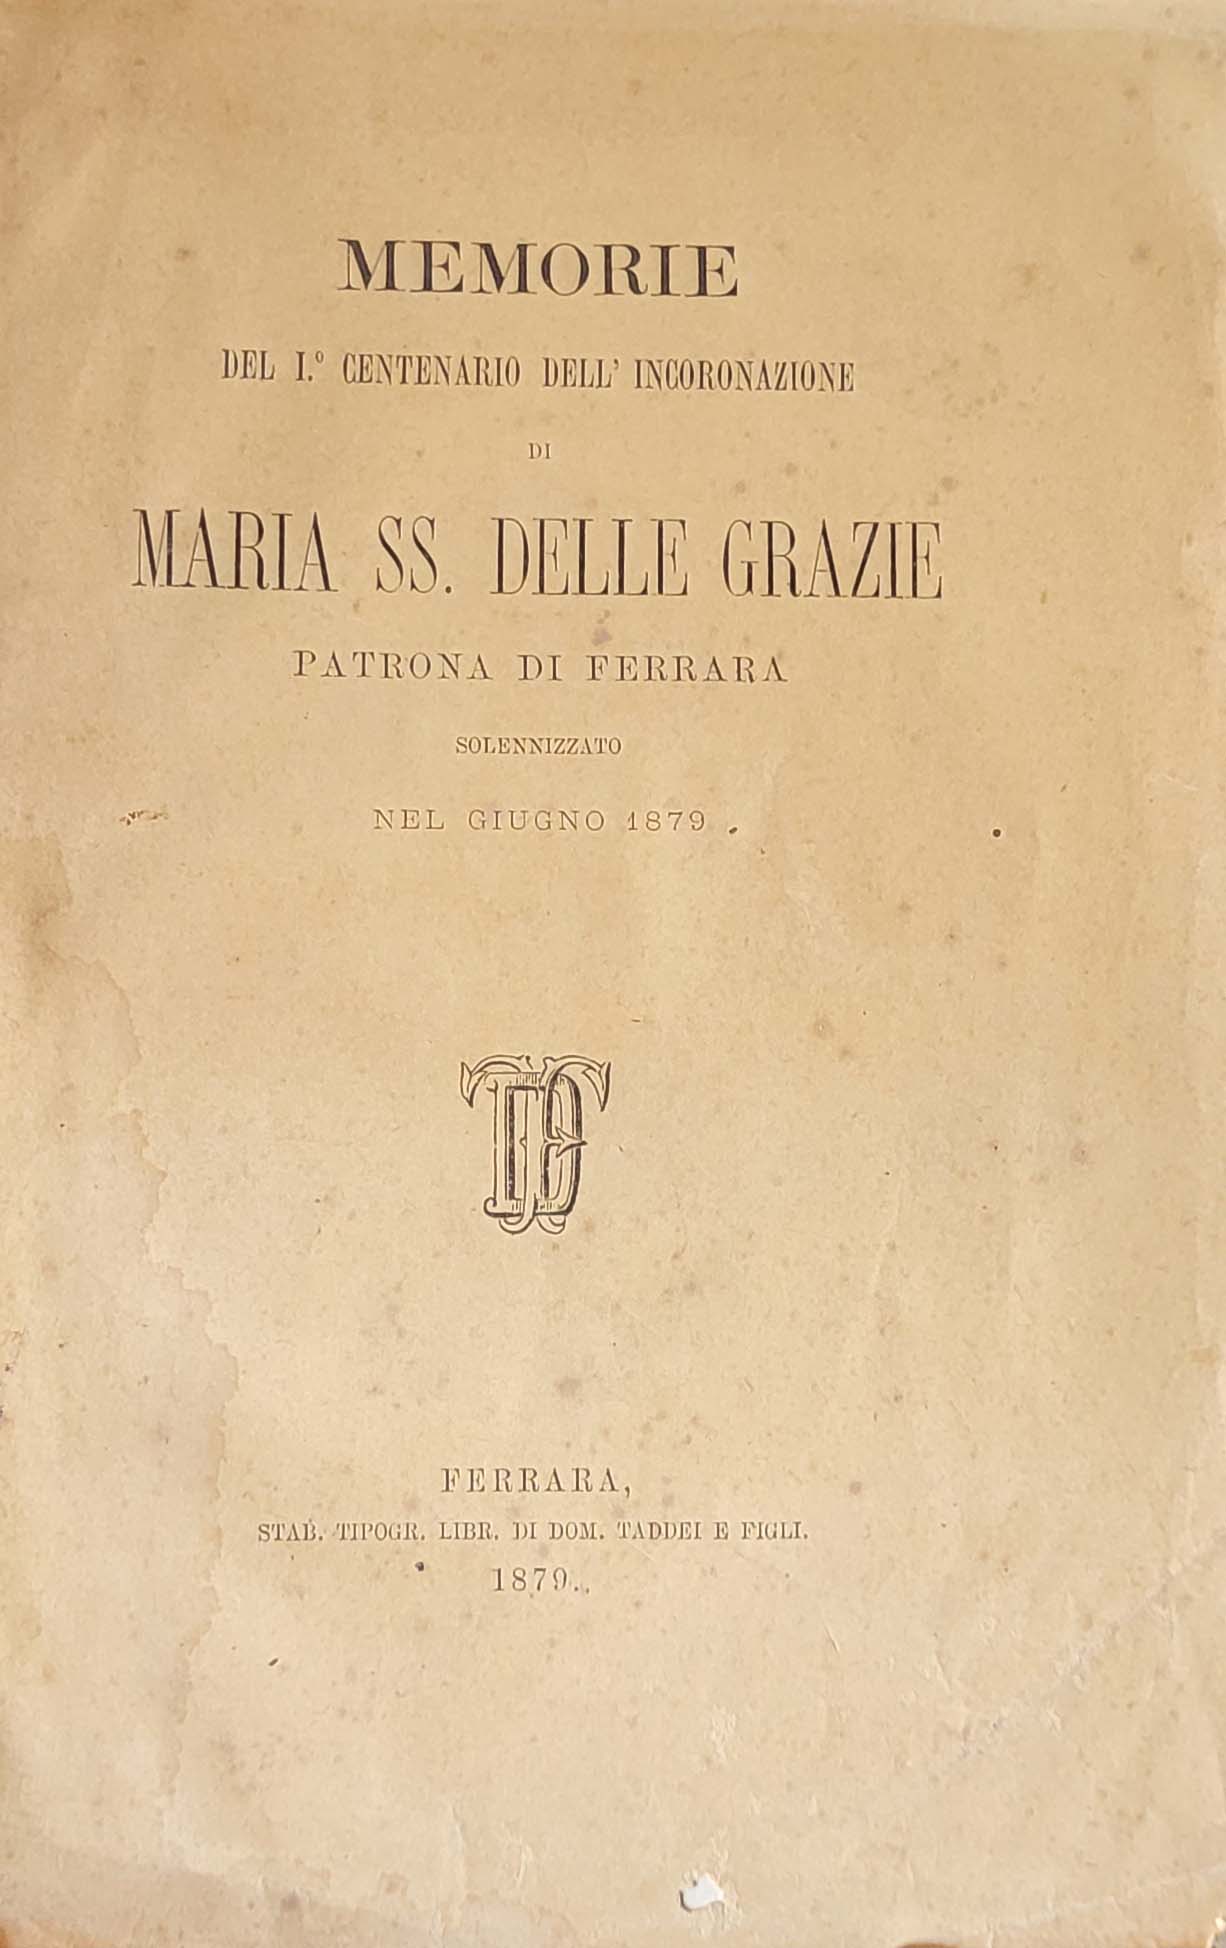 MEMORIE
DEL I.º CENTENARIO DELL' INCORONAZIONE
DI
MARIA SS. DELLE GRAZIE
PATRONA DI FERRARA
SOLENNIZZATO
NEL GIUGNO 1879
FERRARA,
STAB. TIPOGR. LIBR. DI DOM. TADDEI E FIGLI.
1879.